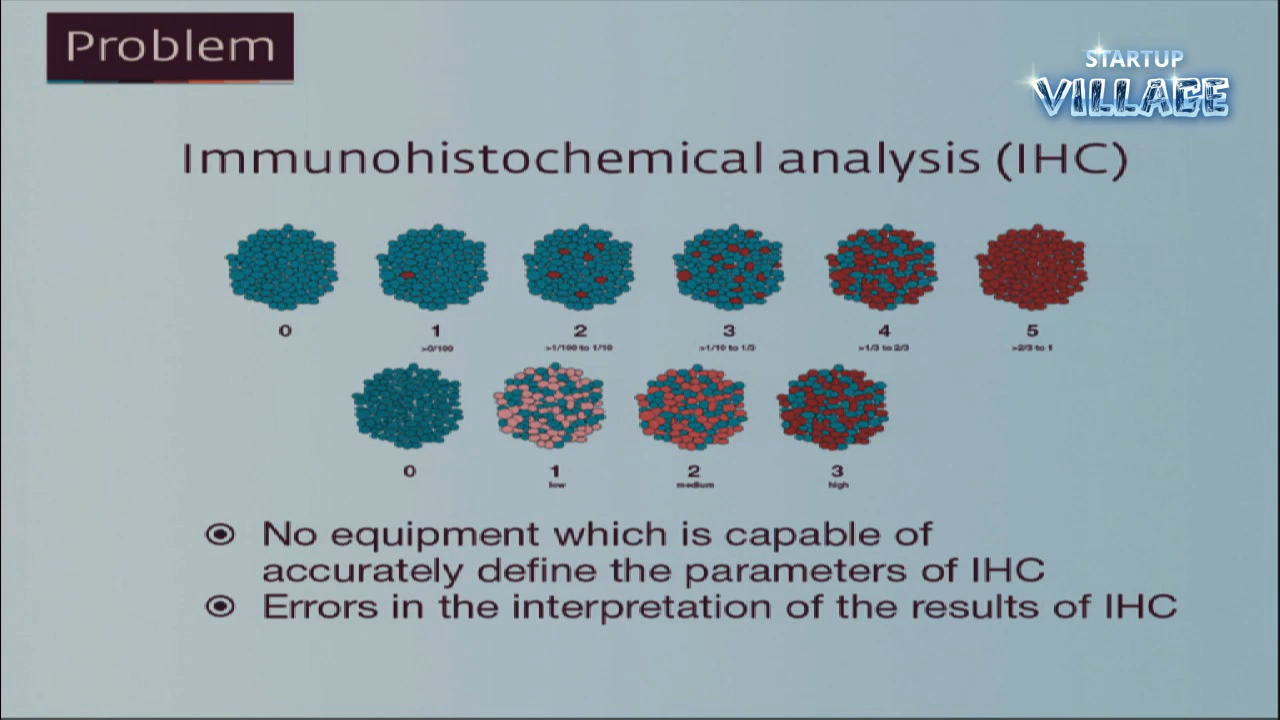 Problem
STARTUP
VILLAGE
Immunohistochemical analysis (IHC)
0 1 2 3 4 5
>0/100 >1/100 to 1/10 >1/10 to 1/3 >1/3 to 2/3 >2/3 to 1
0 1 2 3
low medium high
No equipment which is capable of
accurately define the parameters of IHC
Errors in the interpretation of the results of IHC